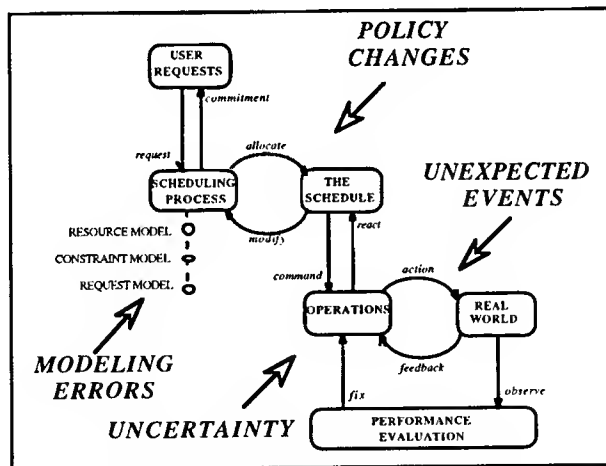 POLICY
CHANGES
USER
REQUESTS
commitment
request
allocate
SCHEDULING
PROCESS
THE
SCHEDULE
UNEXPECTED
EVENTS
RESOURCE MODEL
modify
react
CONSTRAINT MODEL
command
action
REQUEST MODEL
OPERATIONS
REAL
WORLD
MODELING
ERRORS
feedback
fix
observe
UNCERTAINTY
PERFORMANCE
EVALUATION